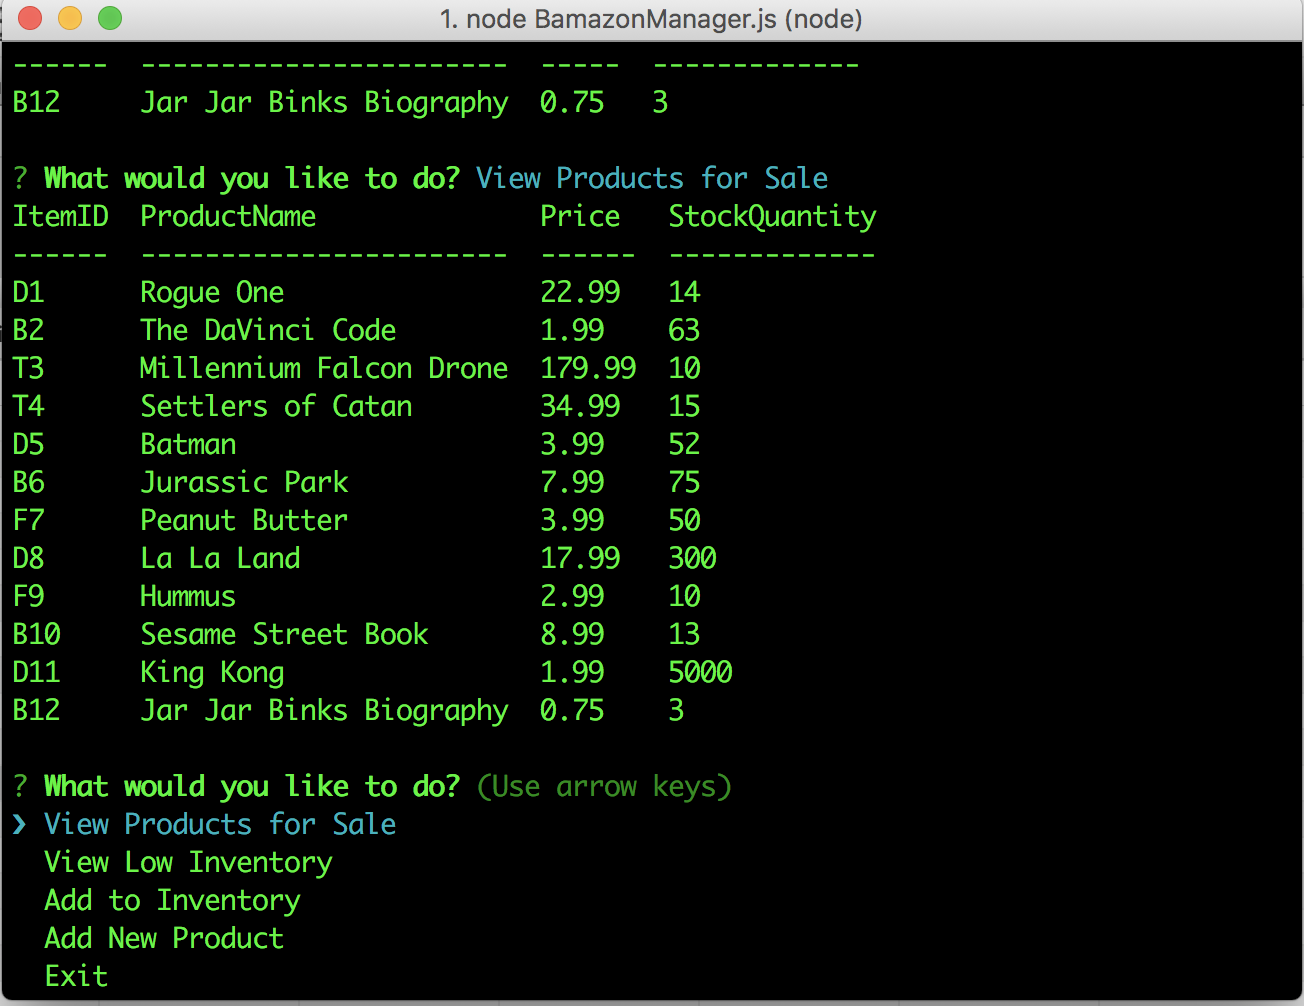 1. node BamazonManager.js (node)
------  -----------------------  -----  -------------
B12     Jar Jar Binks Biography  0.75   3
? What would you like to do? View Products for Sale
ItemID  ProductName              Price   StockQuantity
------  -----------------------  ------  -------------
D1      Rogue One                22.99   14
B2      The DaVinci Code         1.99    63
T3      Millennium Falcon Drone  179.99  10
T4      Settlers of Catan        34.99   15
D5      Batman                   3.99    52
B6      Jurassic Park            7.99    75
F7      Peanut Butter            3.99    50
D8      La La Land               17.99   300
F9      Hummus                   2.99    10
B10     Sesame Street Book       8.99    13
D11     King Kong                1.99    5000
B12     Jar Jar Binks Biography  0.75    3
? What would you like to do? (Use arrow keys)
❯ View Products for Sale
  View Low Inventory
  Add to Inventory
  Add New Product
  Exit